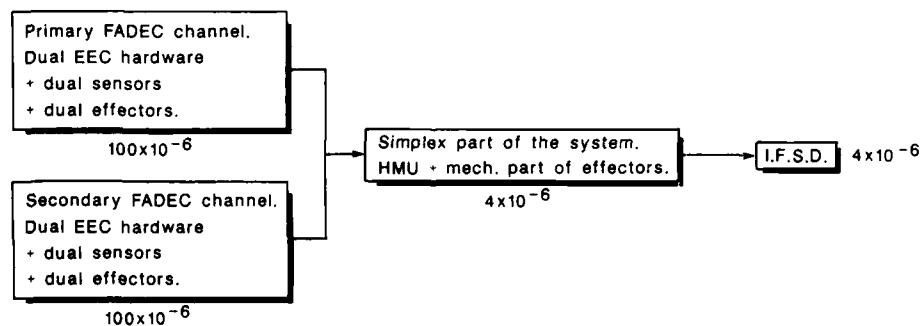 Primary FADEC channel.
Dual EEC hardware
+ dual sensors
+ dual effectors.
100x10⁻⁶
Secondary FADEC channel.
Dual EEC hardware
+ dual sensors
+ dual effectors.
100x10⁻⁶
Simplex part of the system.
HMU + mech. part of effectors.
4x10⁻⁶
I.F.S.D. 4x10⁻⁶